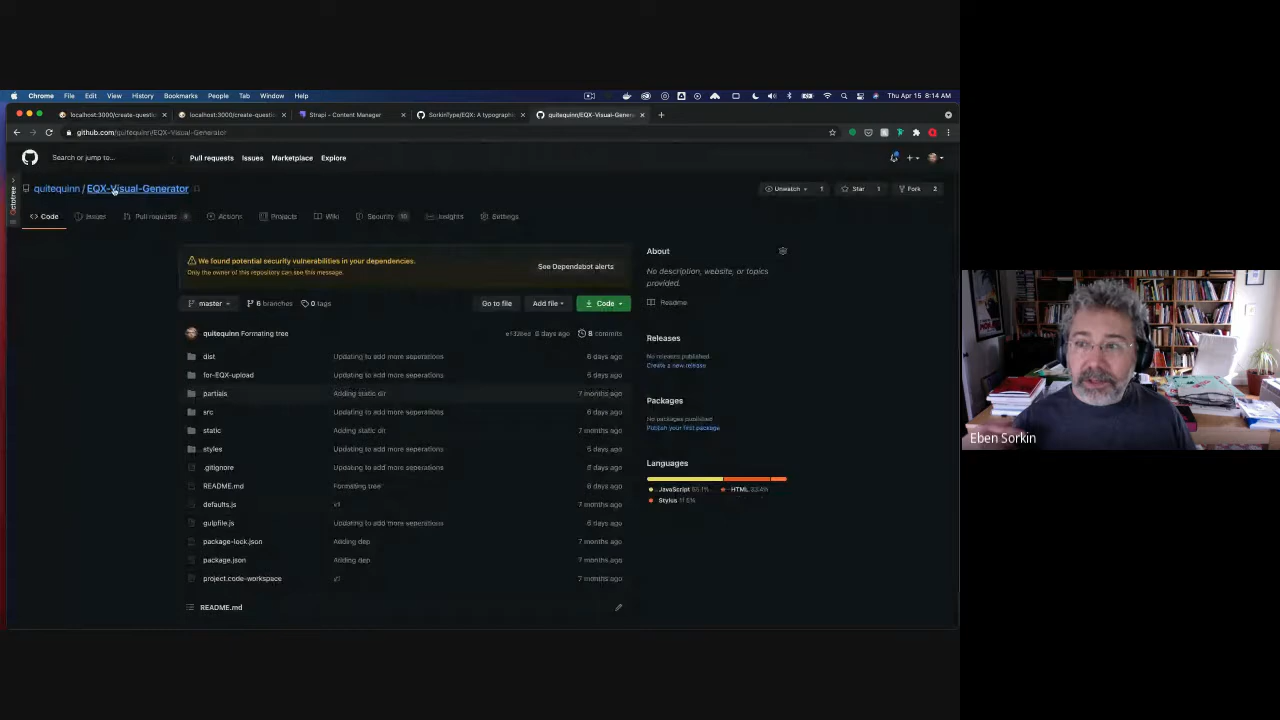 Chrome File Edit View History Bookmarks People Tab Window Help
Thu Apr 15 8:14 AM
localhost:3000/create-questi
localhost:3000/create-questi
Strapi - Content Manager
SorkinType/EQX: A typograph
quitequinn/EQX-Visual-Genera
github.com/quitequinn/EQX-Visual-Generator
Search or jump to...
Pull requests Issues Marketplace Explore
Octotree
quitequinn / EQX-Visual-Generator
Unwatch 1 Star 1 Fork 2
Code Issues Pull requests Actions Projects Wiki Security Insights Settings
We found potential security vulnerabilities in your dependencies.
Only the owner of this repository can see this message.
See Dependabot alerts
master 6 branches 0 tags Go to file Add file Code
quitequinn Formating tree days ago 8 commits
dist Updating to add more seperations 6 days ago
for-EQX-upload Updating to add more seperations 6 days ago
partials Adding static dir 7 months ago
src Updating to add more seperations 6 days ago
static Adding static dir 7 months ago
styles Updating to add more seperations 6 days ago
.gitignore Updating to add more seperations 6 days ago
README.md Formating tree 6 days ago
defaults.js 7 months ago
gulpfile.js Updating to add more seperations 6 days ago
package-lock.json Adding dep 7 months ago
package.json Adding dep 7 months ago
project.code-workspace 7 months ago
README.md
About
No description, website, or topics
provided.
Readme
Releases
No releases published
Create a new release
Packages
No packages published
Publish your first package
Languages
JavaScript HTML
Stylus
Eben Sorkin